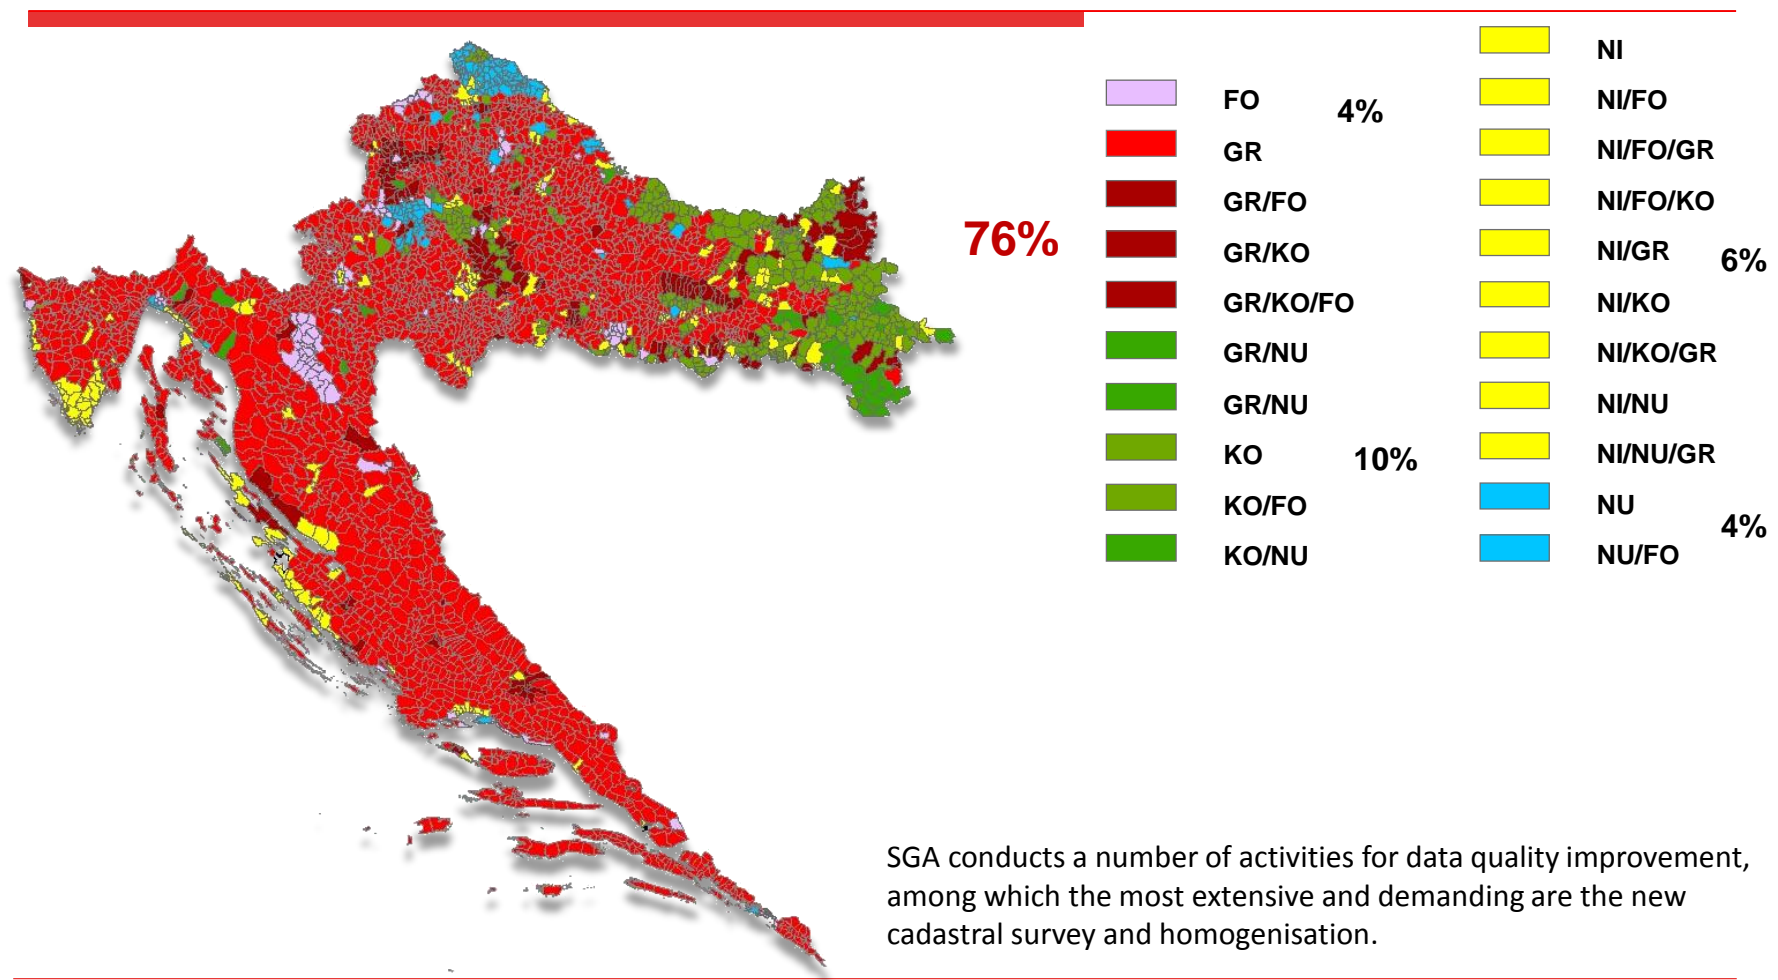 76%
FO 4%
GR
GR/FO
GR/KO
GR/KO/FO
GR/NU
GR/NU
KO 10%
KO/FO
KO/NU
NI
NI/FO
NI/FO/GR
NI/FO/KO
NI/GR 6%
NI/KO
NI/KO/GR
NI/NU
NI/NU/GR
NU 4%
NU/FO
SGA conducts a number of activities for data quality improvement,
among which the most extensive and demanding are the new
cadastral survey and homogenisation.